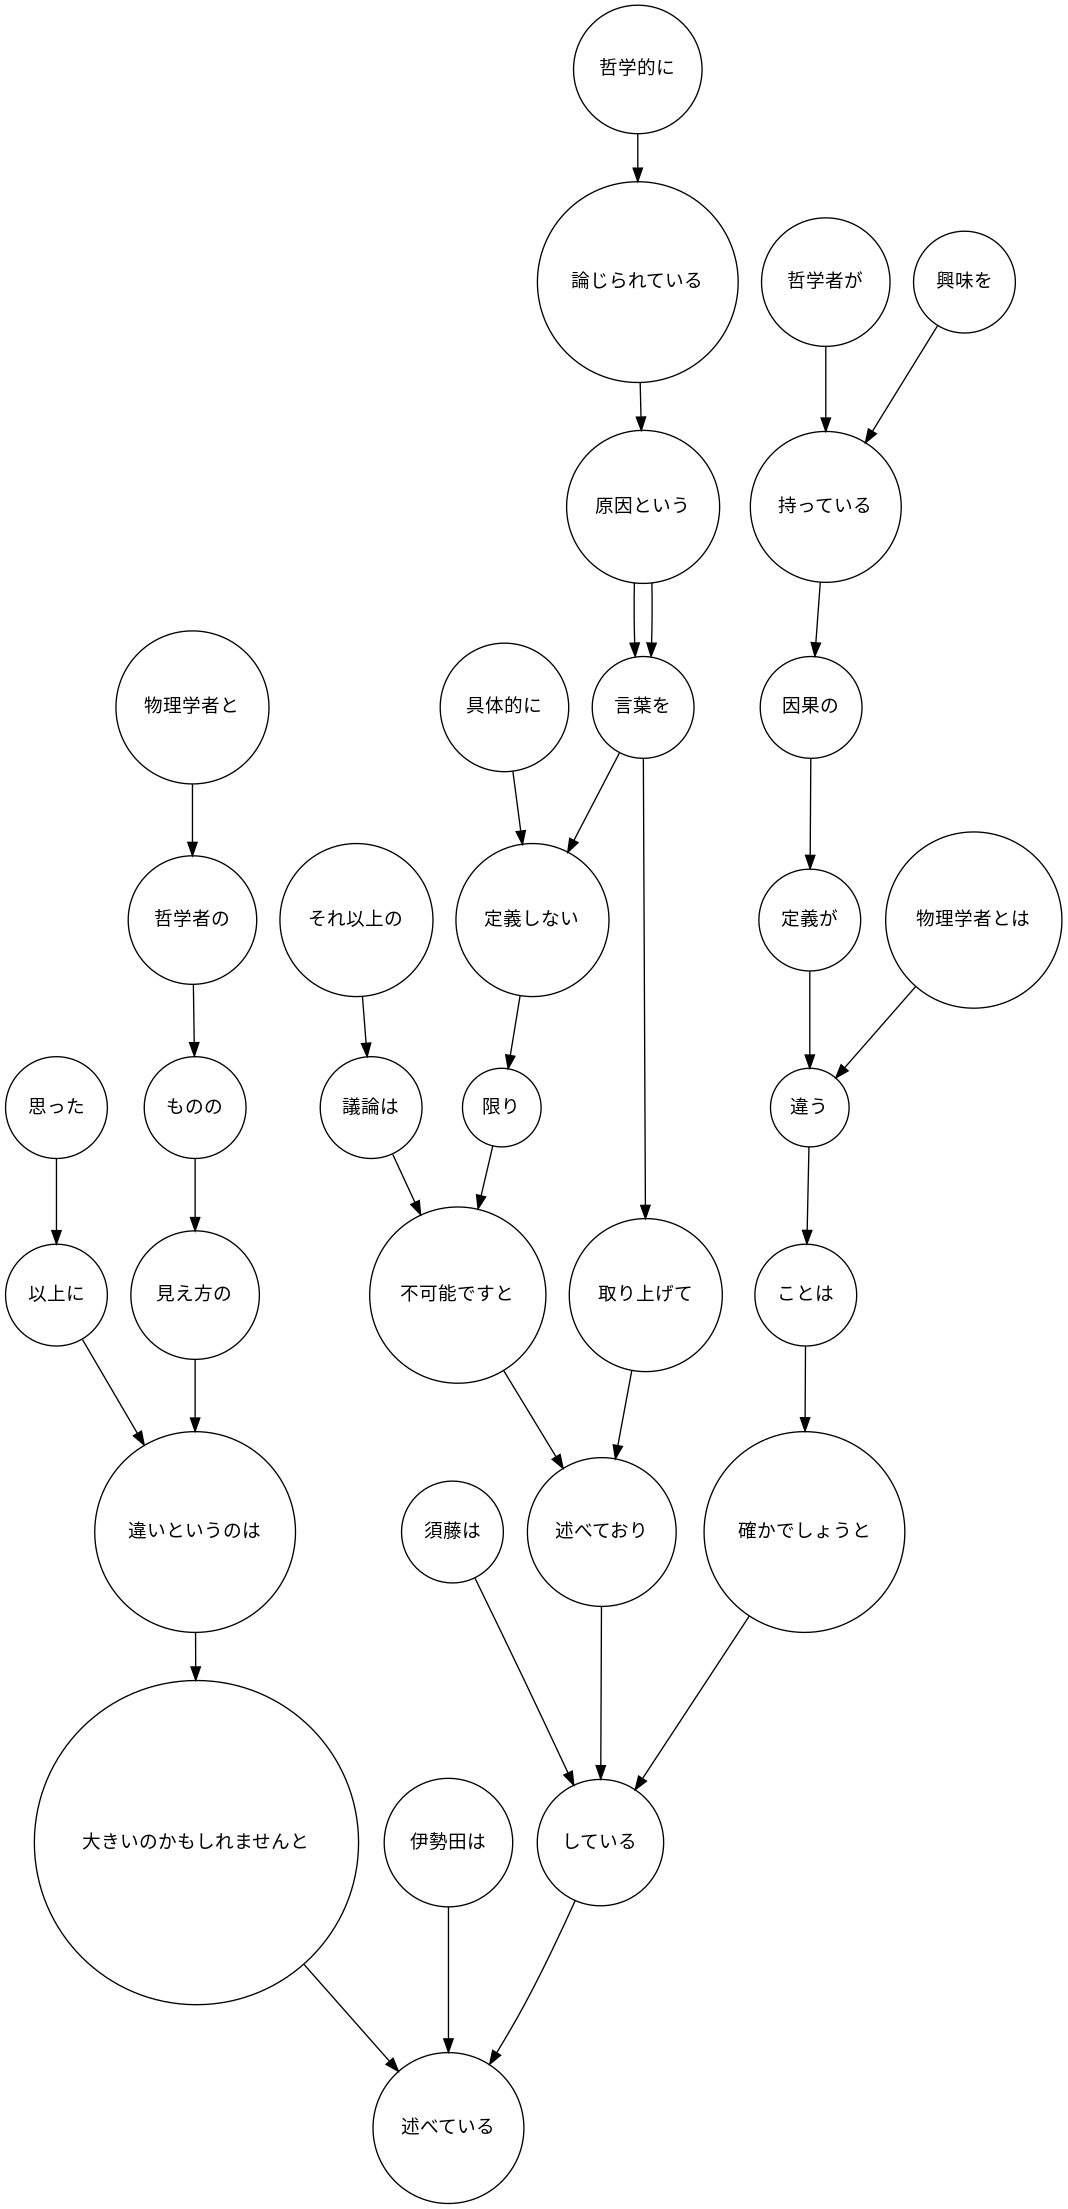 哲学的に
論じられている
哲学者が
興味を
原因という
持っている
物理学者と
具体的に
言葉を
因果の
哲学者の
それ以上の
定義しない
定義が
物理学者とは
思った
ものの
議論は
限り
違う
以上に
見え方の
不可能ですと
取り上げて
ことは
違いというのは
須藤は
述べており
確かでしょうと
大きいのかもしれませんと
伊勢田は
している
述べている